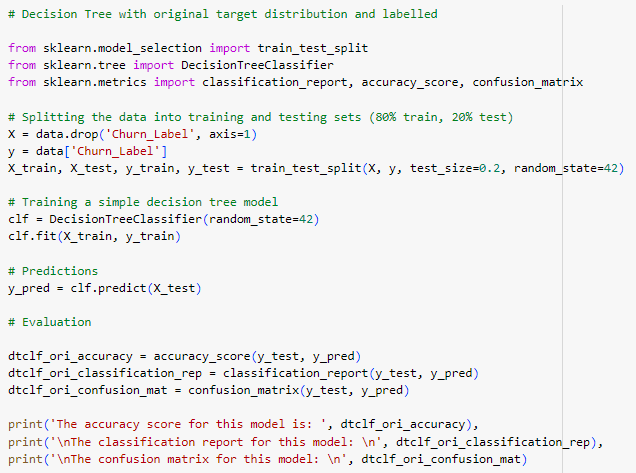 # Decision Tree with original target distribution and labelled
from sklearn.model_selection import train_test_split
from sklearn.tree import DecisionTreeClassifier
from sklearn.metrics import classification_report, accuracy_score, confusion_matrix
# Splitting the data into training and testing sets (80% train, 20% test)
X = data.drop('Churn_Label', axis=1)
y = data['Churn_Label']
X_train, X_test, y_train, y_test = train_test_split(X, y, test_size=0.2, random_state=42)
# Training a simple decision tree model
clf = DecisionTreeClassifier(random_state=42)
clf.fit(X_train, y_train)
# Predictions
y_pred = clf.predict(X_test)
# Evaluation
dtclf_ori_accuracy = accuracy_score(y_test, y_pred)
dtclf_ori_classification_rep = classification_report(y_test, y_pred)
dtclf_ori_confusion_mat = confusion_matrix(y_test, y_pred)
print('The accuracy score for this model is: ', dtclf_ori_accuracy),
print('\nThe classification report for this model: \n', dtclf_ori_classification_rep),
print('\nThe confusion matrix for this model: \n', dtclf_ori_confusion_mat)